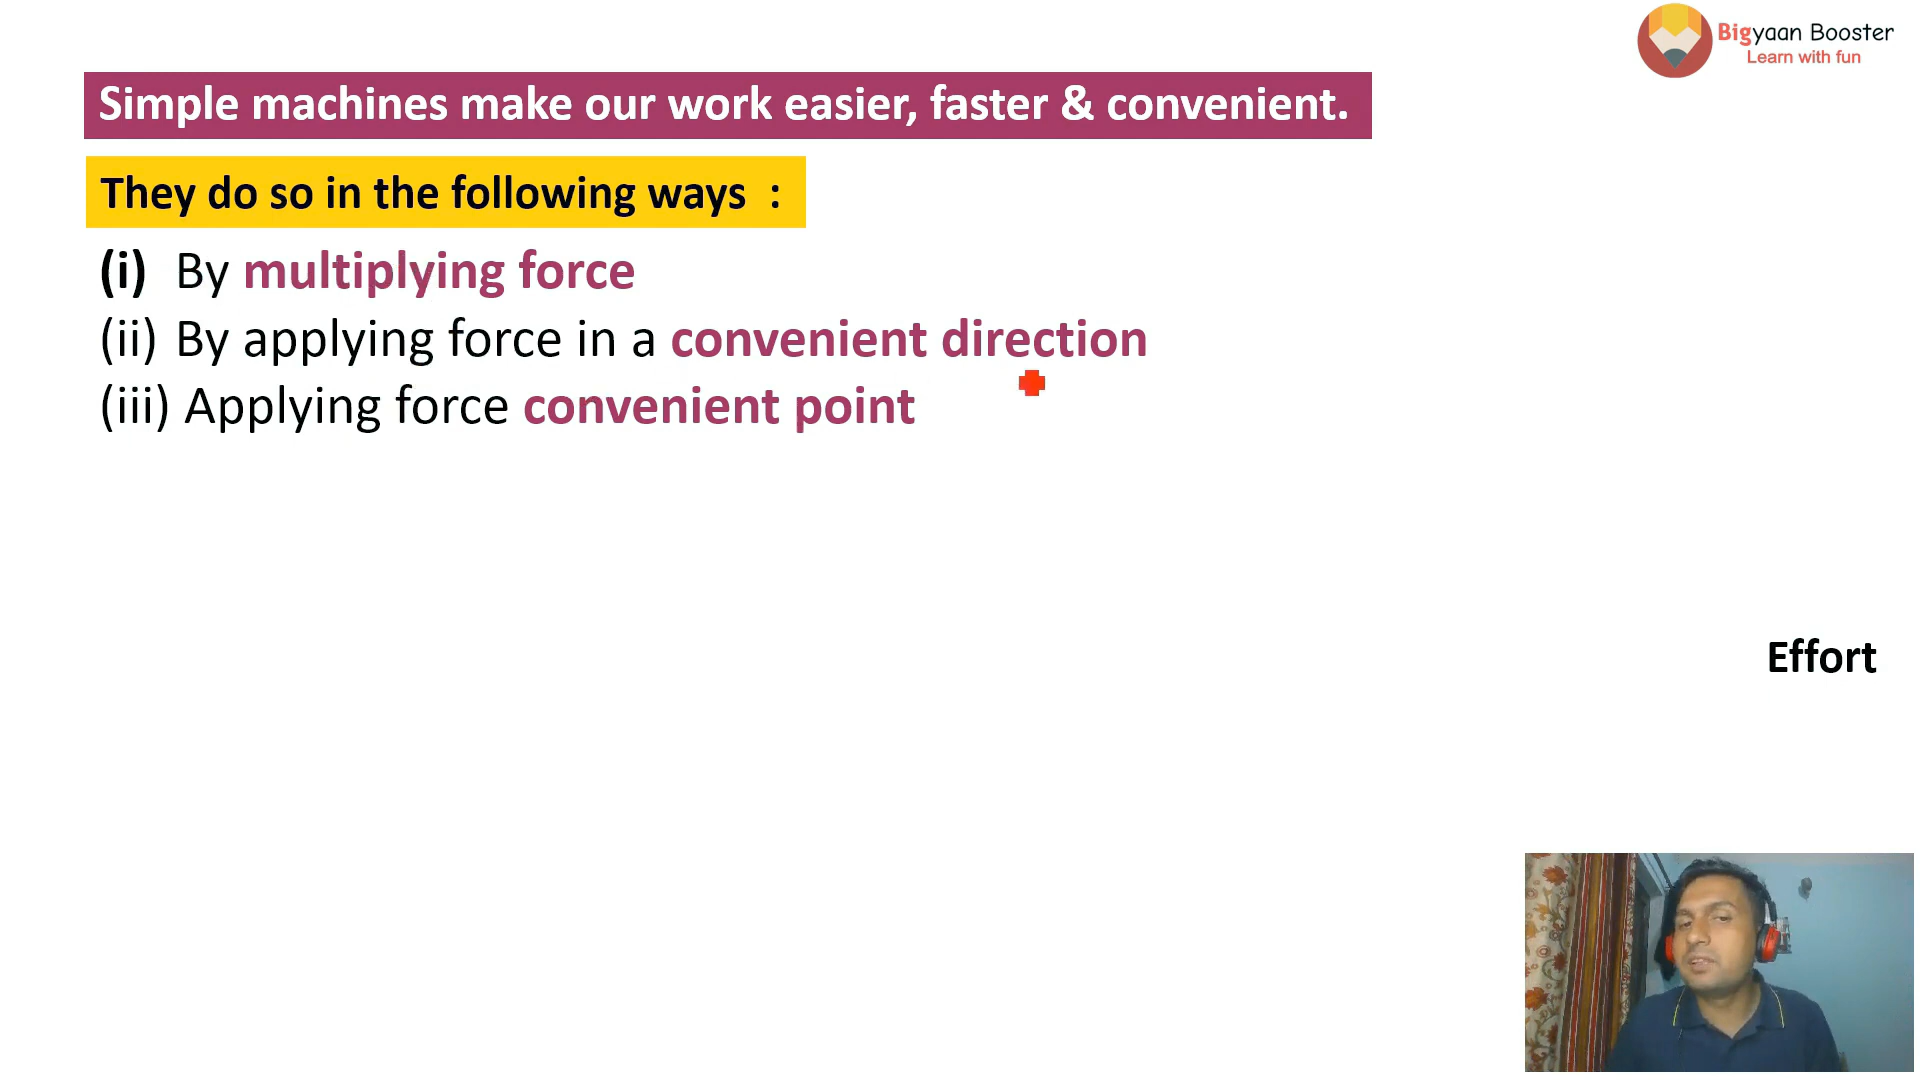 Bigyaan Booster
Learn with fun
Simple machines make our work easier, faster & convenient.
They do so in the following ways :
(i) By multiplying force
(ii) By applying force in a convenient direction
(iii) Applying force convenient point
Effort